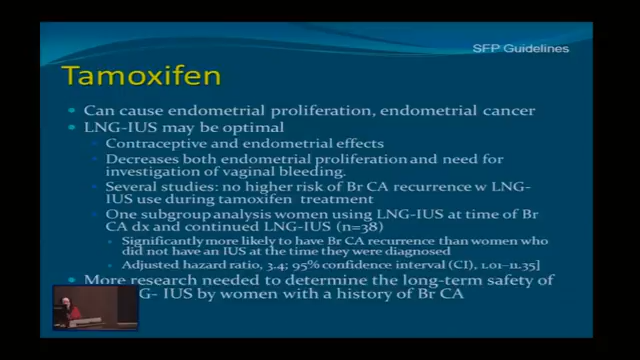 SFP Guidelines
Tamoxifen
Can cause endometrial proliferation, endometrial cancer
LNG-IUS may be optimal
Contraceptive and endometrial effects
Decreases both endometrial proliferation and need for
investigation of vaginal bleeding.
Several studies: no higher risk of Br CA recurrence w LNG-
IUS use during tamoxifen treatment
One subgroup analysis women using LNG-IUS at time of Br
CA dx and continued LNG-IUS (n=38)
Significantly more likely to have Br CA recurrence than women who
did not have an IUS at the time they were diagnosed
Adjusted hazard ratio, 3.4; 95% confidence interval (CI), 1.01–11.35]
More research needed to determine the long-term safety of
G- IUS by women with a history of Br CA